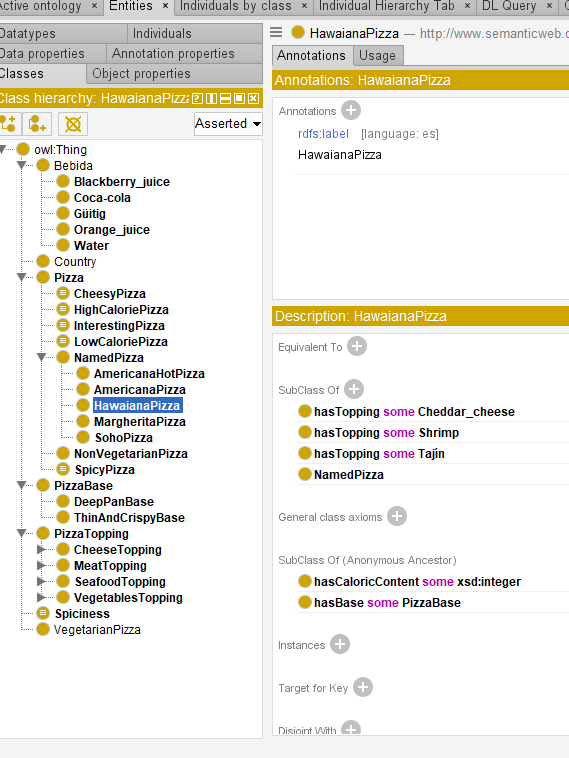 Active ontology × Entities × Individuals by class × Individual Hierarchy Tab × DL Query ×
Datatypes Individuals
Data properties Annotation properties
Classes Object properties
Class hierarchy: HawaianaPizza
Asserted
owl:Thing
Bebida
Blackberry_juice
Coca-cola
Güitig
Orange_juice
Water
Country
Pizza
CheesyPizza
HighCaloriePizza
InterestingPizza
LowCaloriePizza
NamedPizza
AmericanaHotPizza
AmericanaPizza
HawaianaPizza
MargheritaPizza
SohoPizza
NonVegetarianPizza
SpicyPizza
PizzaBase
DeepPanBase
ThinAndCrispyBase
PizzaTopping
CheeseTopping
MeatTopping
SeafoodTopping
VegetablesTopping
Spiciness
VegetarianPizza
HawaianaPizza — http://www.semanticweb.o
Annotations Usage
Annotations: HawaianaPizza
Annotations
rdfs:label [language: es]
HawaianaPizza
Description: HawaianaPizza
Equivalent To
SubClass Of
hasTopping some Cheddar_cheese
hasTopping some Shrimp
hasTopping some Tajín
NamedPizza
General class axioms
SubClass Of (Anonymous Ancestor)
hasCaloricContent some xsd:integer
hasBase some PizzaBase
Instances
Target for Key
Disjoint With